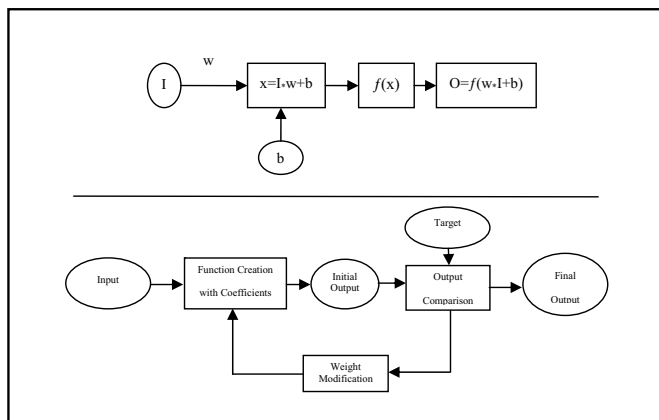 w
I
x=I*w+b
ƒ(x)
O=ƒ(w*I+b)
b
Target
Input
Function Creation
with Coefficients
Initial
Output
Output
Comparison
Final
Output
Weight
Modification